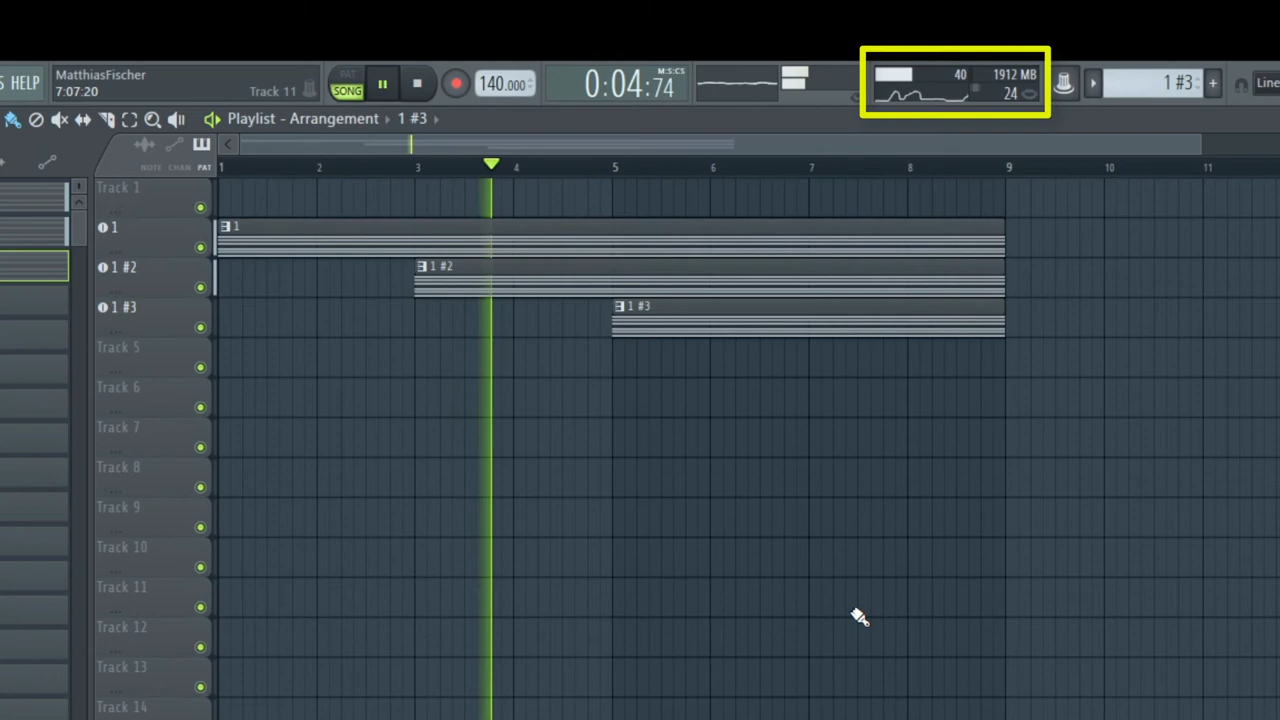 S HELP
MatthiasFischer
7:07:20
Track 11
PAT
SONG
140.000
0:04:74
M:S:CS
40
1912 MB
24
1 #3
+
Line
Playlist - Arrangement
1 #3
NOTE CHAN PAT
1 2 3 4 5 6 7 8 9 10 11
Track 1
1
1
1 #2
1 #2
1 #3
1 #3
Track 5
Track 6
Track 7
Track 8
Track 9
Track 10
Track 11
Track 12
Track 13
Track 14